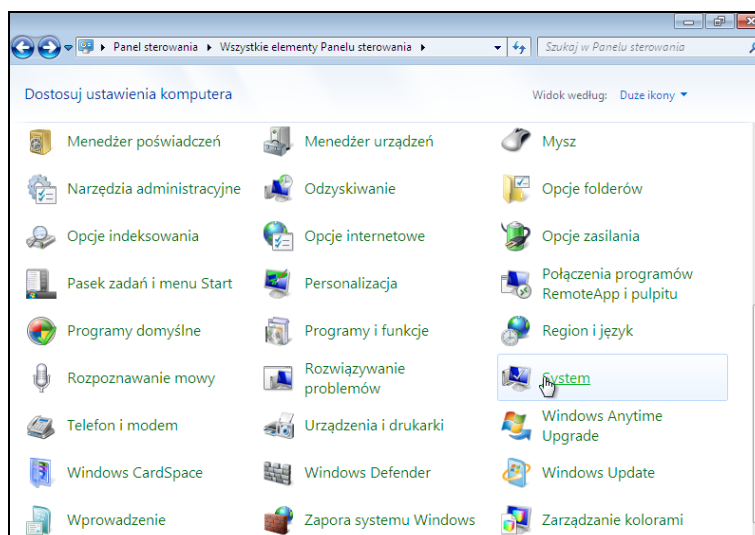 Panel sterowania Wszystkie elementy Panelu sterowania Szukaj w Panelu sterowania
Dostosuj ustawienia komputera Widok według: Duże ikony
Menedżer poświadczeń Menedżer urządzeń Mysz
Narzędzia administracyjne Odzyskiwanie Opcje folderów
Opcje indeksowania Opcje internetowe Opcje zasilania
Pasek zadań i menu Start Personalizacja Połączenia programów
RemoteApp i pulpitu
Programy domyślne Programy i funkcje Region i język
Rozpoznawanie mowy Rozwiązywanie
problemów System
Telefon i modem Urządzenia i drukarki Windows Anytime
Upgrade
Windows CardSpace Windows Defender Windows Update
Wprowadzenie Zapora systemu Windows Zarządzanie kolorami